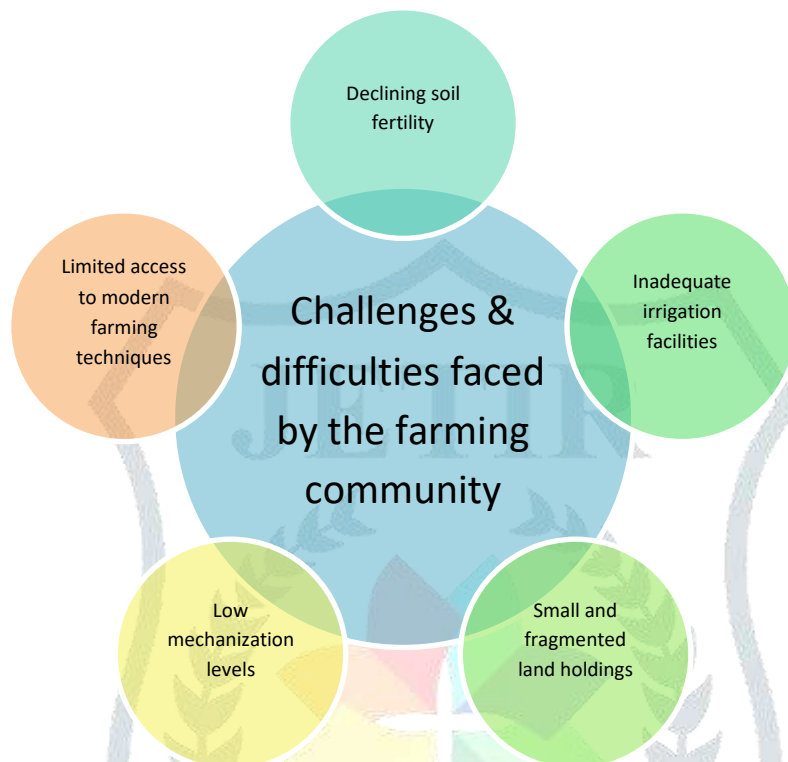 Declining soil
fertility
Limited access
to modern
farming
techniques
Challenges &
difficulties faced
by the farming
community
Inadequate
irrigation
facilities
Low
mechanization
levels
Small and
fragmented
land holdings
JETIR